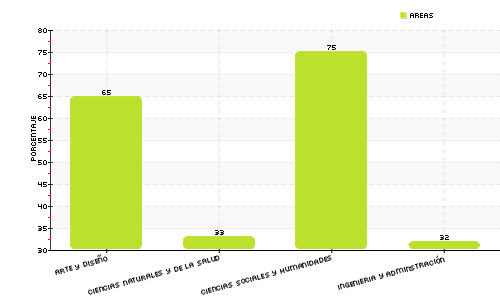 AREAS
80
75
70
65
60
55
50
45
40
35
30
PORCENTAJE
65
33
75
32
ARTE Y DISEÑO
CIENCIAS NATURALES Y DE LA SALUD
CIENCIAS SOCIALES Y HUMANIDADES
INGENIERIA Y ADMINSTRACIÓN